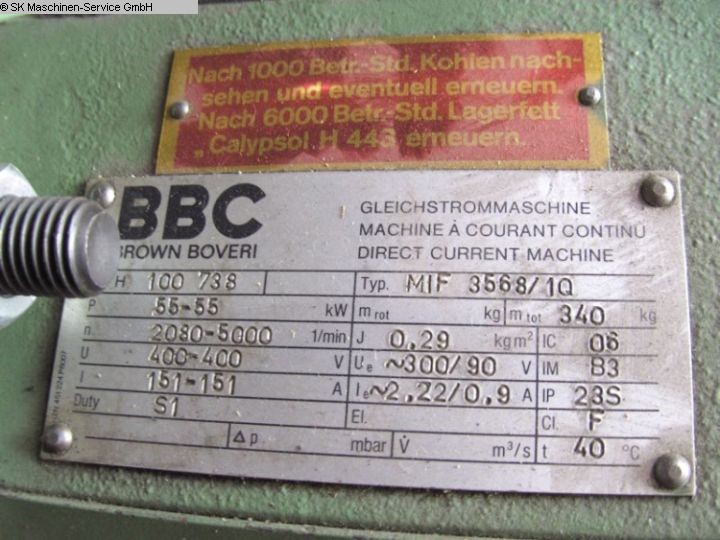 © SK Maschinen-Service GmbH
Nach 1000 Betr.-Std. Kohlen nach-
sehen und eventuell erneuern.
Nach 6000 Betr.-Std. Lagerfett
„Calypsol H 443 erneuern.
BBC
BROWN BOVERI
GLEICHSTROMMASCHINE
MACHINE À COURANT CONTINU
DIRECT CURRENT MACHINE
H 100 738 Typ. MIF 3568/1Q
P 55-55 kW m rot kg m tot 340 kg
n 2080-5000 1/min J 0,29 kgm² IC 06
U 400-400 V Ue ~300/90 V IM B3
I 151-151 A Ie ~2,22/0,9 A IP 23S
Duty S1 El. Cl. F
Δp mbar V̇ m³/s t 40 °C